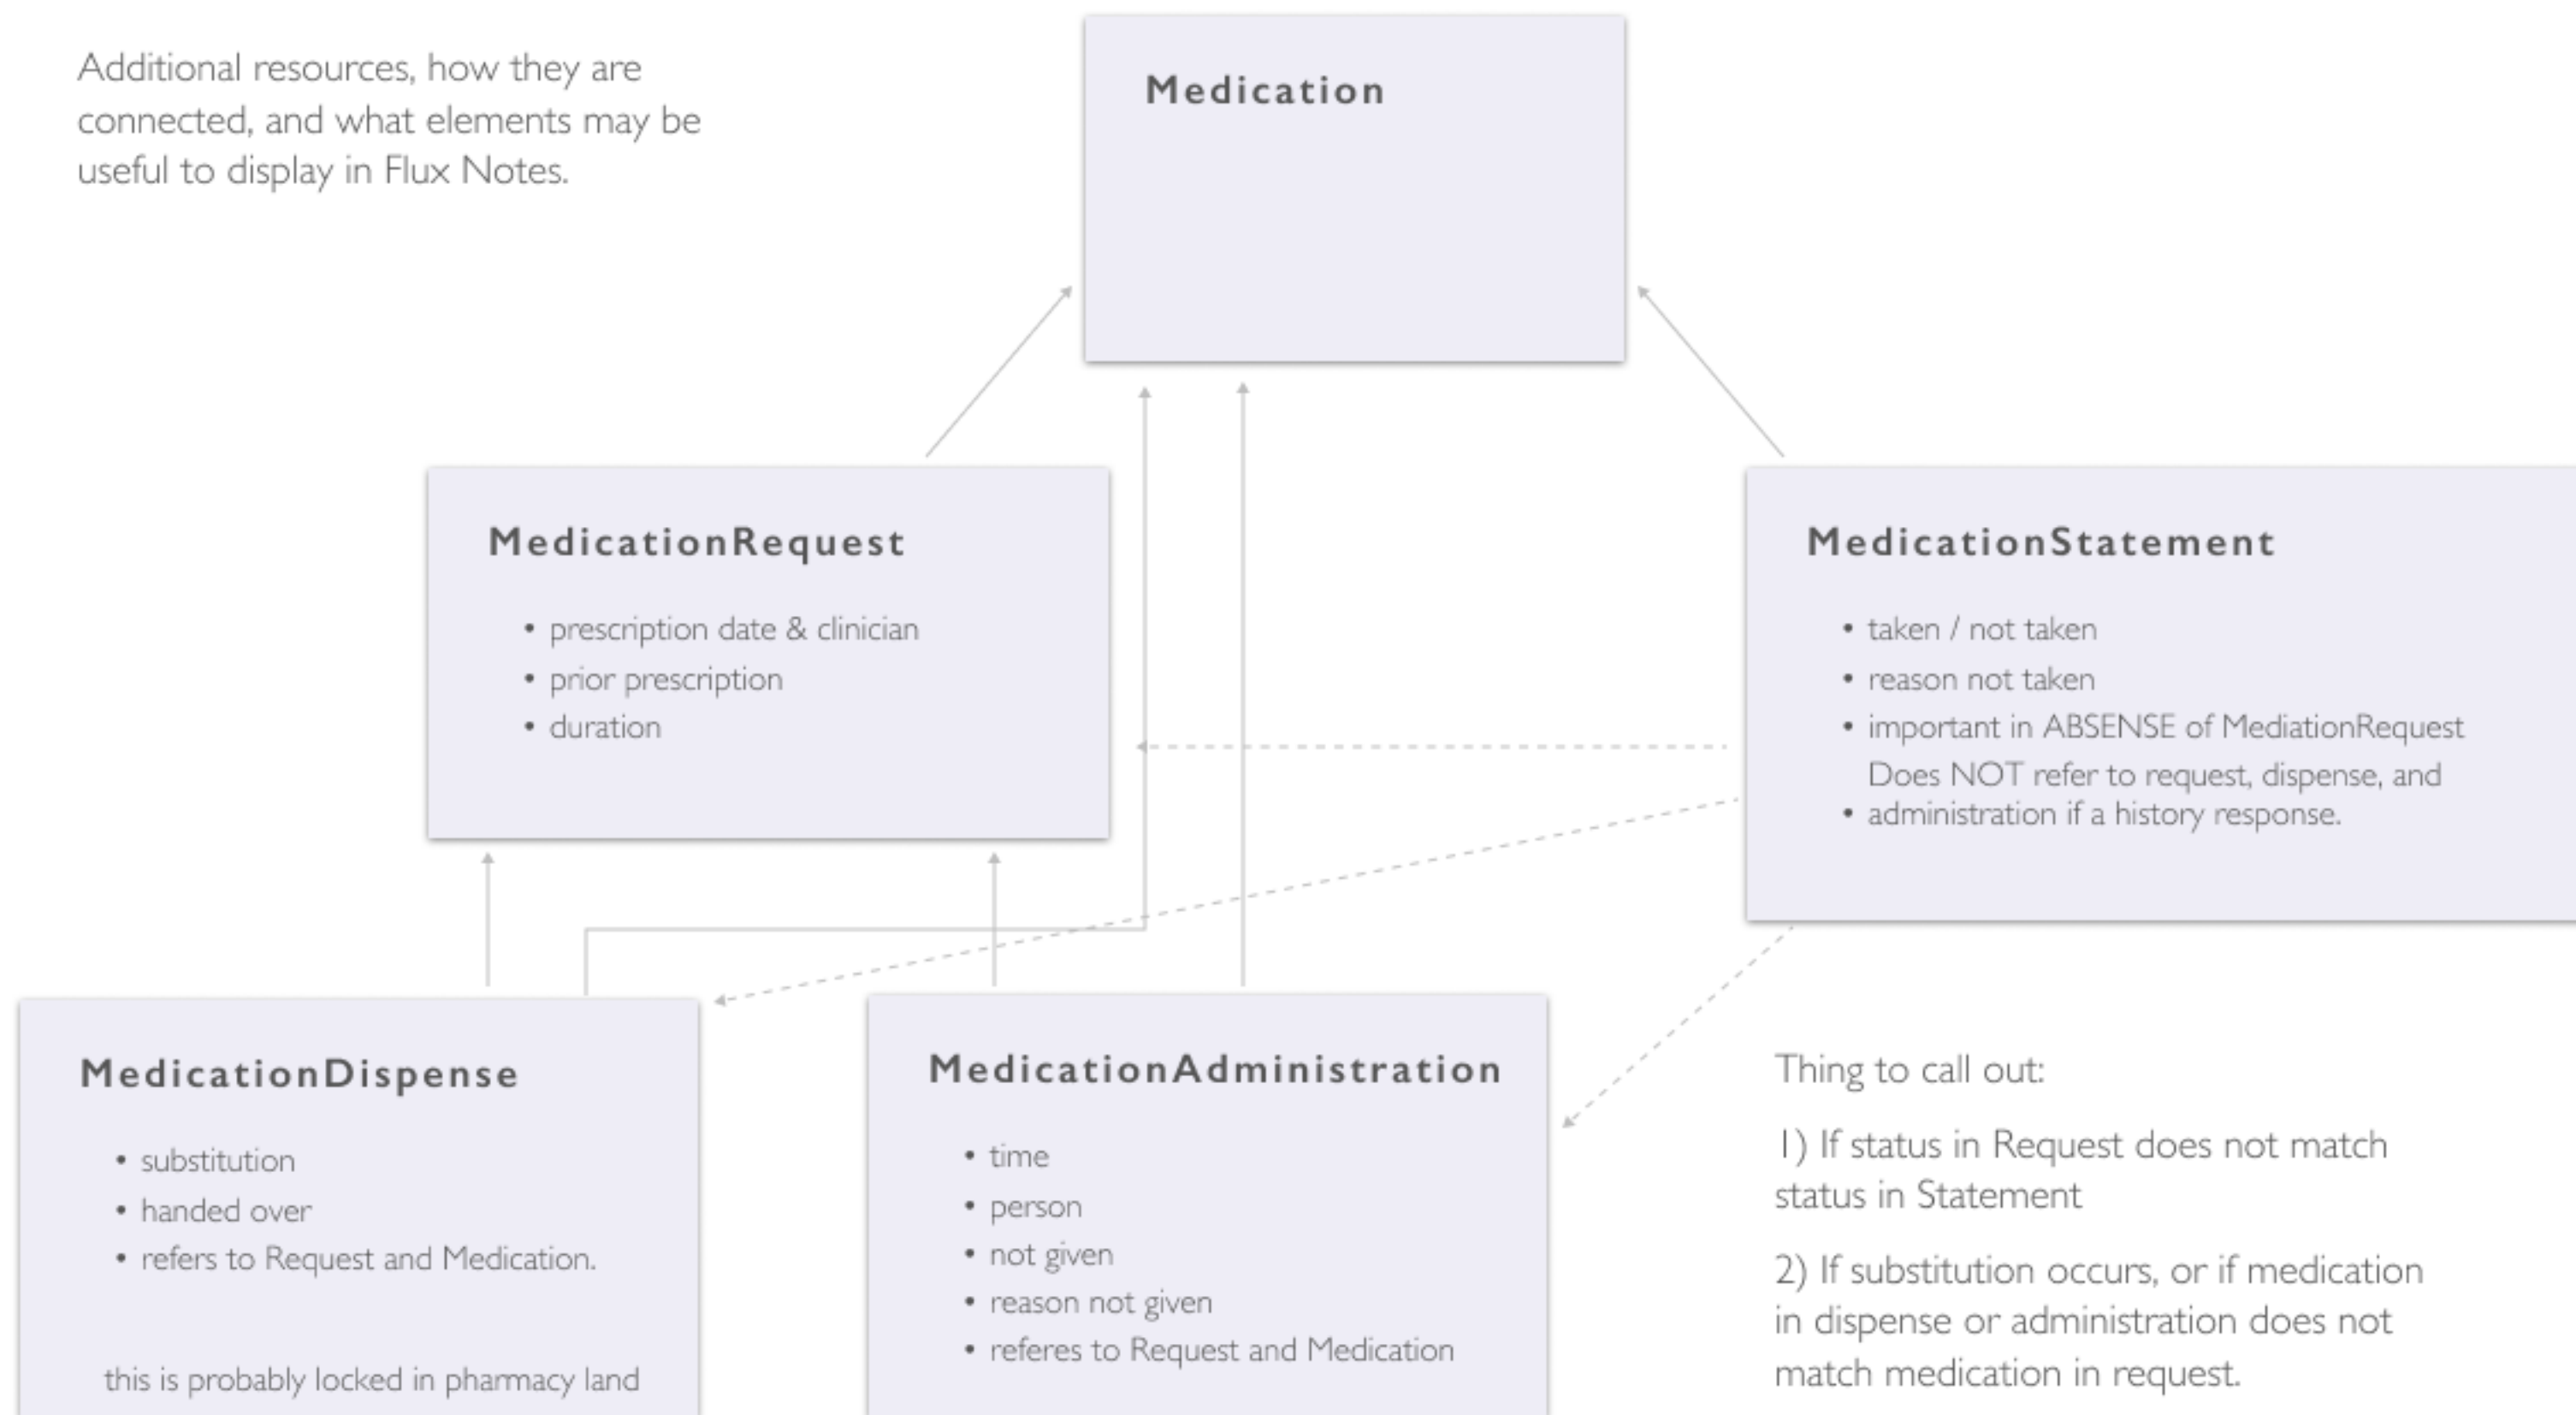 Additional resources, how they are
connected, and what elements may be
useful to display in Flux Notes.
Medication
MedicationRequest
• prescription date & clinician
• prior prescription
• duration
MedicationStatement
• taken / not taken
• reason not taken
• important in ABSENSE of MediationRequest
Does NOT refer to request, dispense, and
• administration if a history response.
MedicationDispense
• substitution
• handed over
• refers to Request and Medication.
this is probably locked in pharmacy land
MedicationAdministration
• time
• person
• not given
• reason not given
• referes to Request and Medication
Thing to call out:
1) If status in Request does not match
status in Statement
2) If substitution occurs, or if medication
in dispense or administration does not
match medication in request.